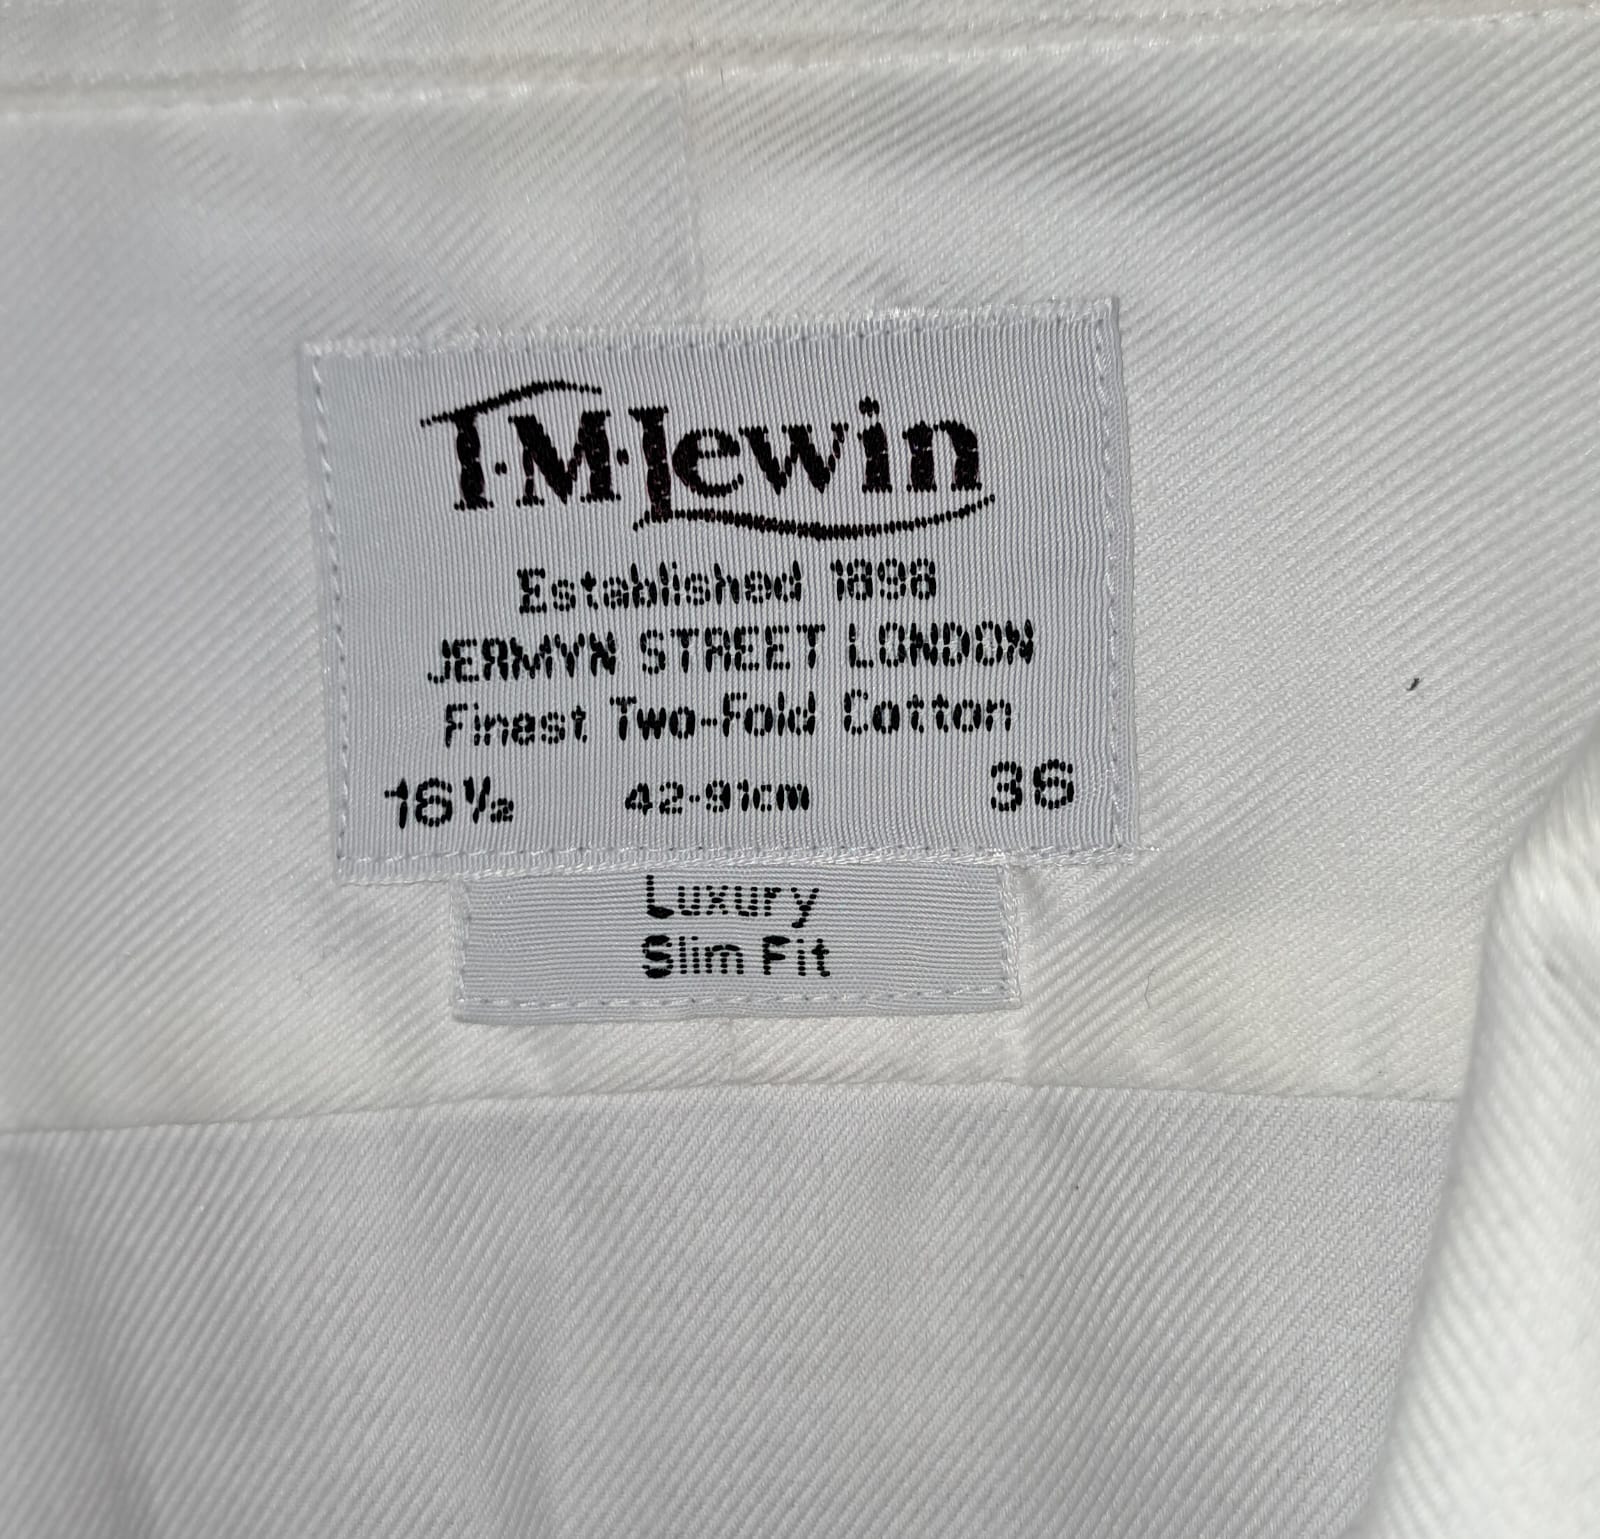 T·M·Lewin
Established 1898
JERMYN STREET LONDON
Finest Two-Fold Cotton
16½ 42-91cm 36
Luxury
Slim Fit